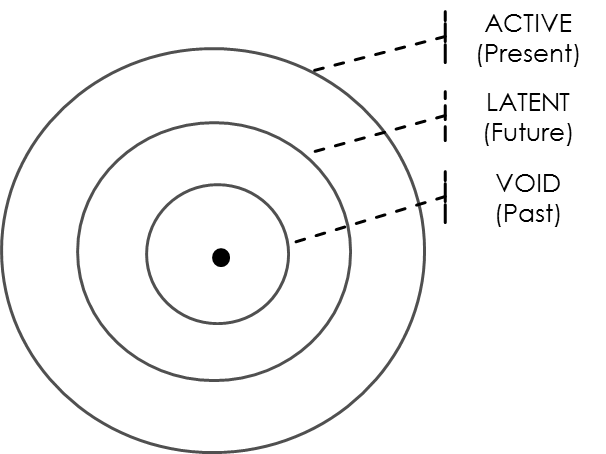 ACTIVE
(Present)
LATENT
(Future)
VOID
(Past)